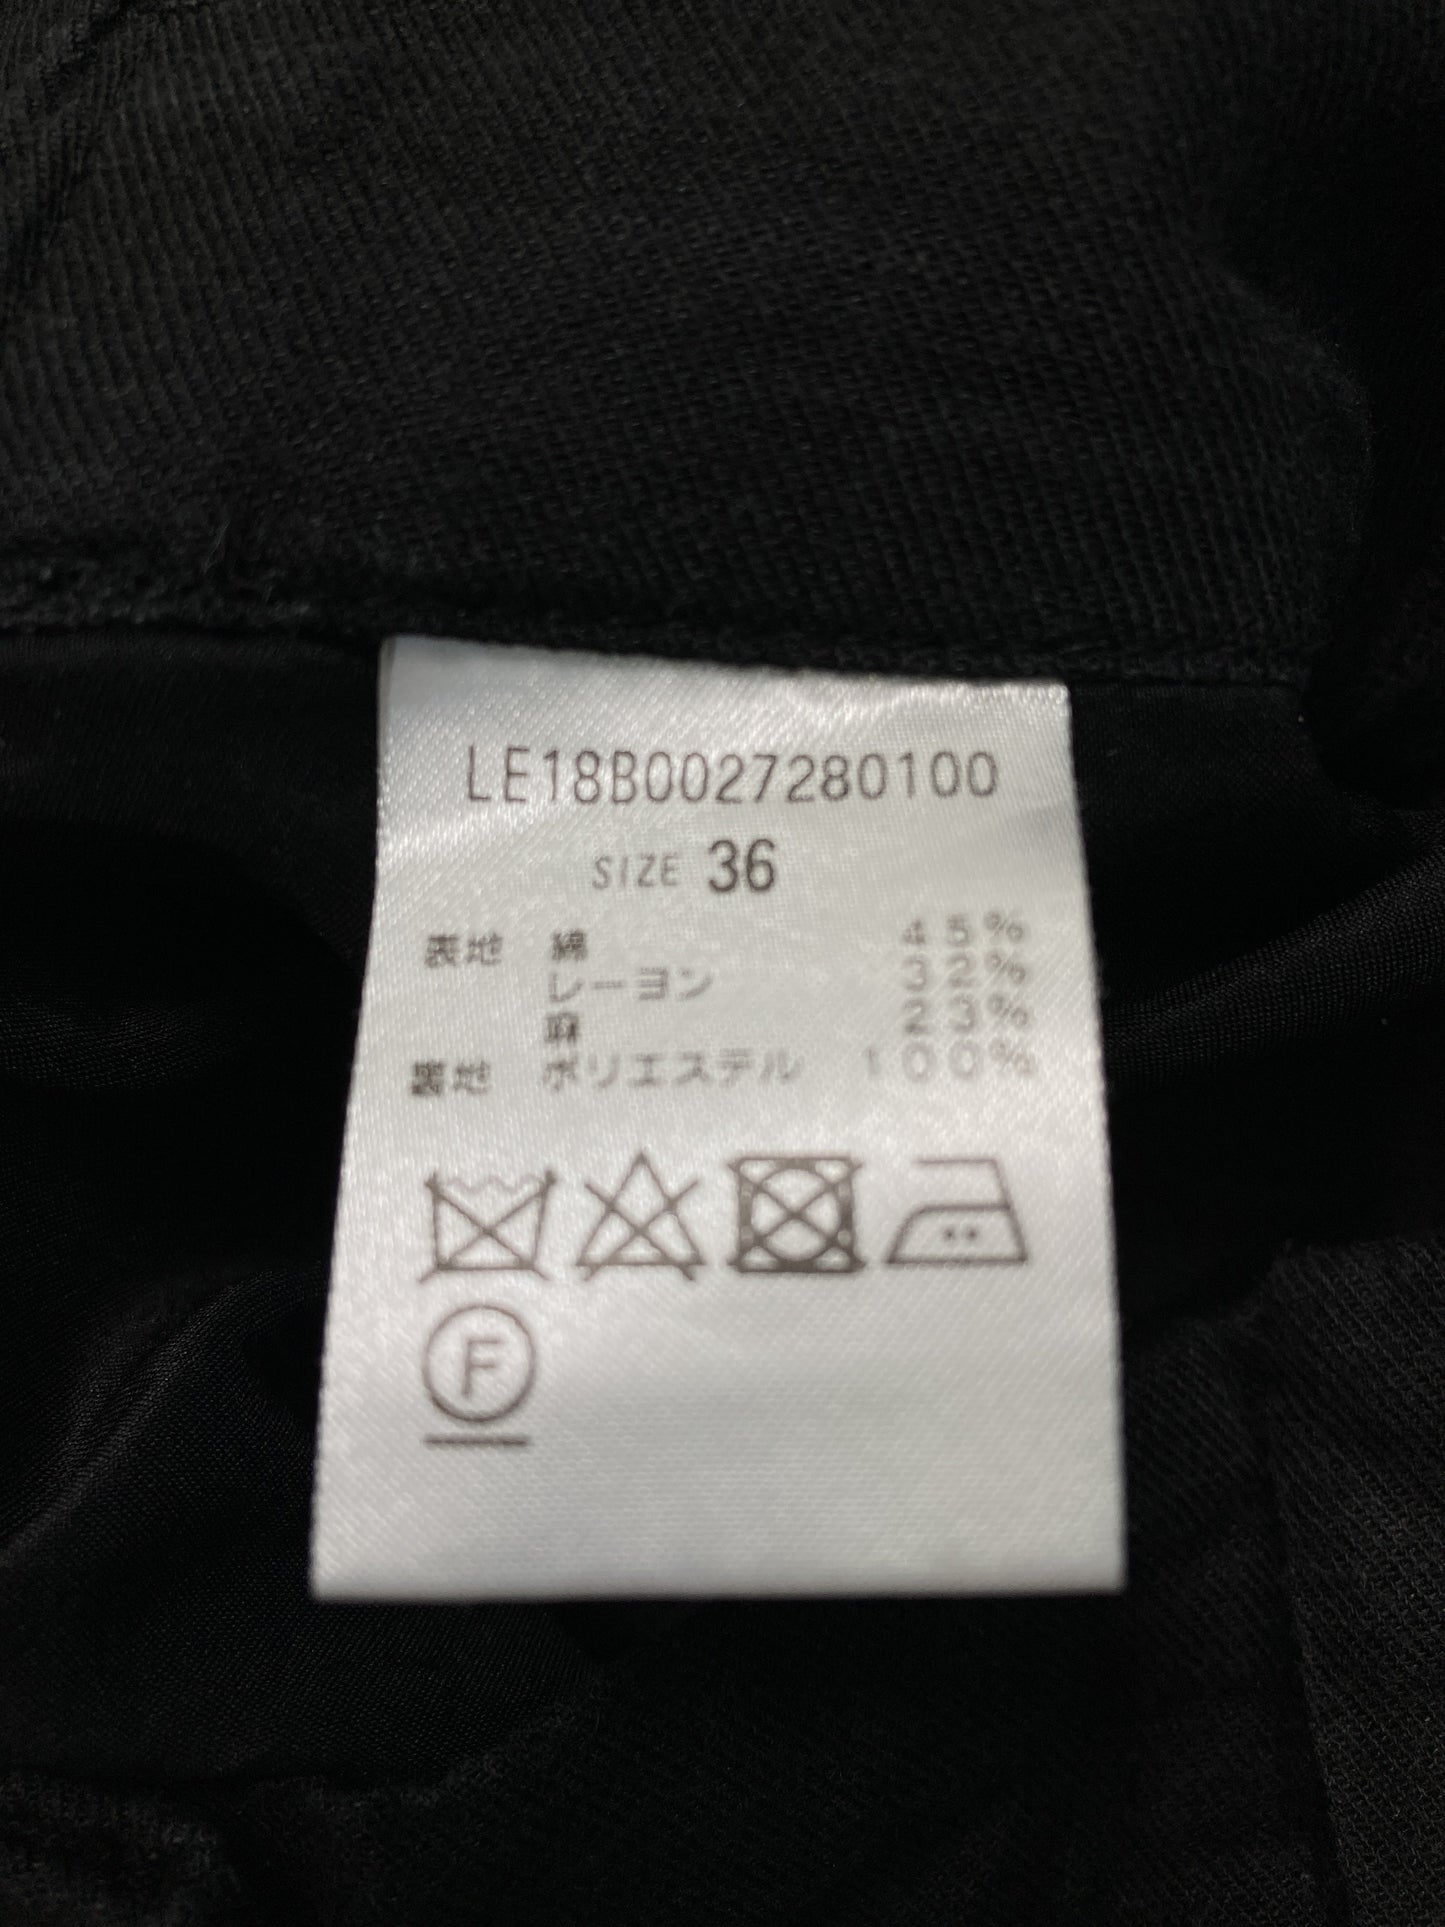 LE18B0027280100
SIZE 36
表地 綿 45%
レーヨン 32%
麻 23%
裏地 ポリエステル 100%
F